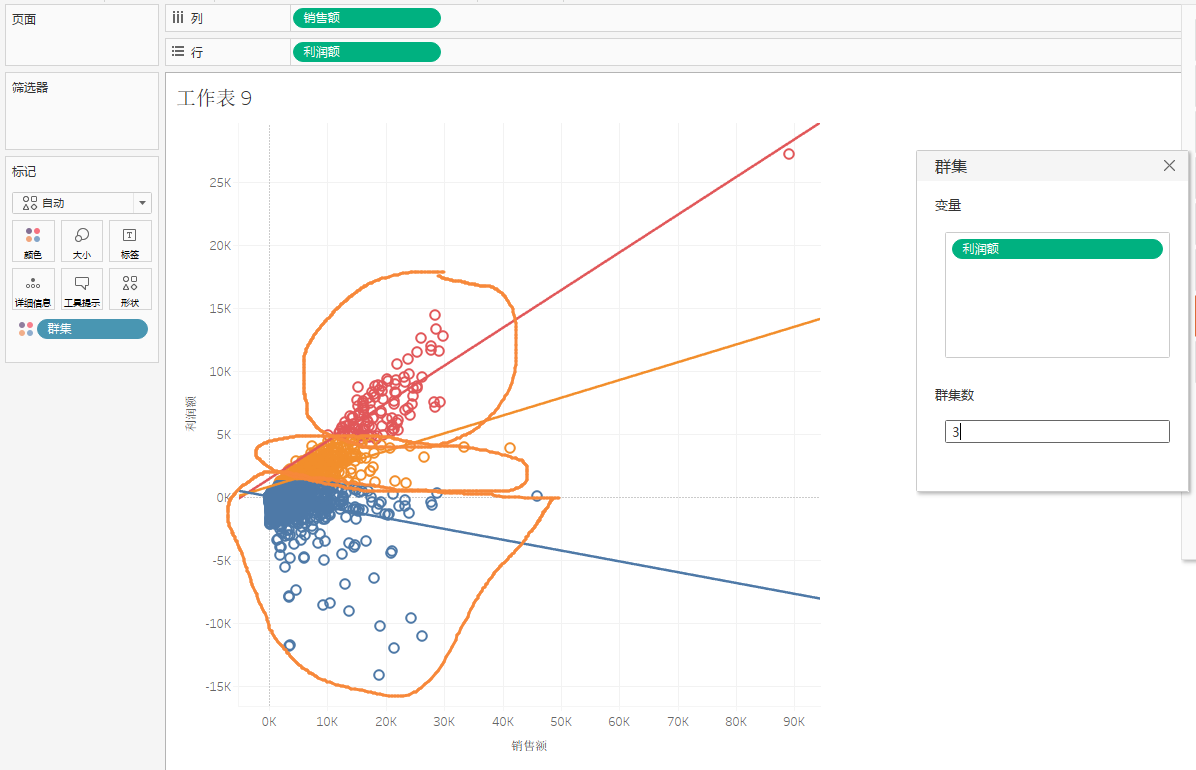 页面
列
销售额
行
利润额
筛选器
工作表 9
标记
自动
颜色
大小
标签
详细信息
工具提示
形状
群集
25K
20K
15K
10K
5K
0K
-5K
-10K
-15K
利润额
0K
10K
20K
30K
40K
50K
60K
70K
80K
90K
销售额
群集
变量
利润额
群集数
3